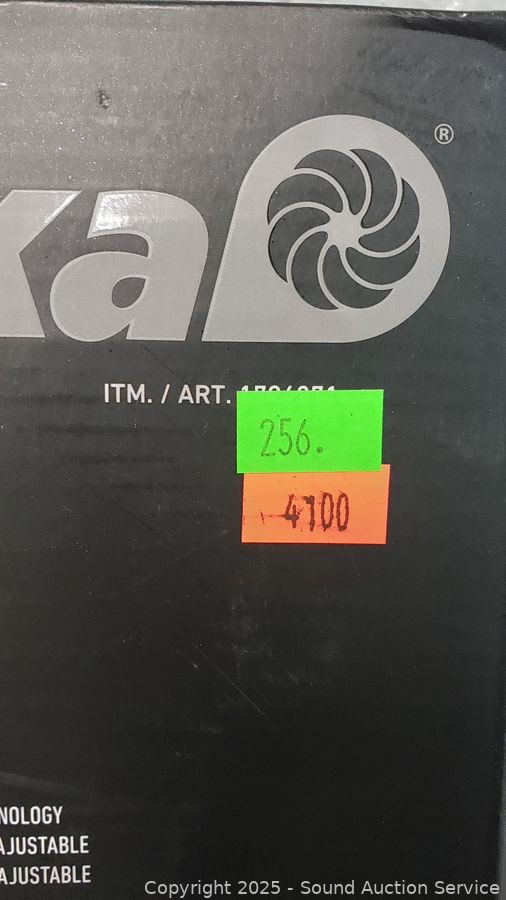 ka
®
ITM. / ART.
256.
4100
NOLOGY
AJUSTABLE
AJUSTABLE
Copyright 2025 - Sound Auction Service